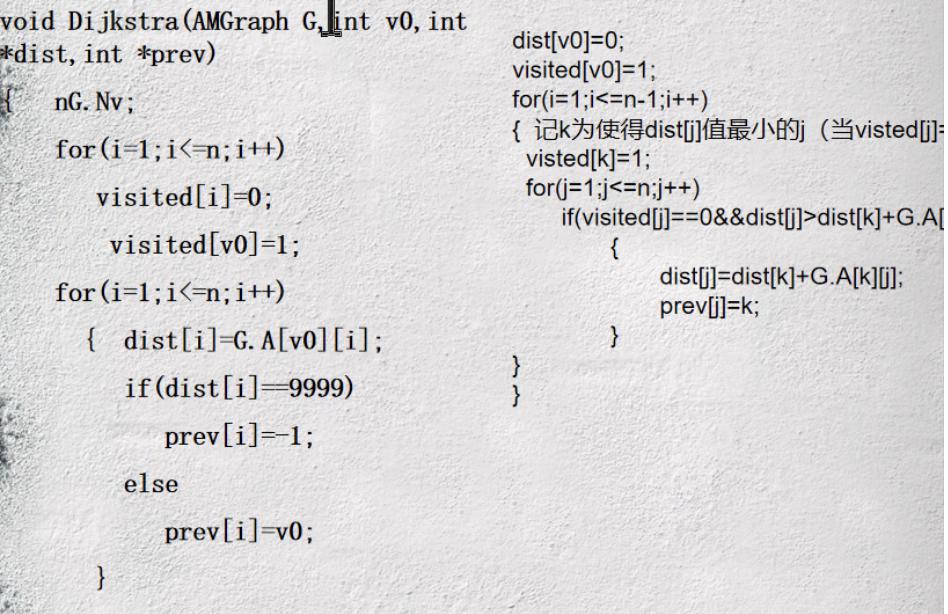 void Dijkstra(AMGraph G,int v0,int
*dist,int *prev)
{ nG.Nv;
for(i=1;i<=n;i++)
visited[i]=0;
visited[v0]=1;
for(i=1;i<=n;i++)
{ dist[i]=G.A[v0][i];
if(dist[i]==9999)
prev[i]=-1;
else
prev[i]=v0;
}
dist[v0]=0;
visited[v0]=1;
for(i=1;i<=n-1;i++)
{ 记k为使得dist[j]值最小的j（当visted[j]=
visted[k]=1;
for(j=1;j<=n;j++)
if(visited[j]==0&&dist[j]>dist[k]+G.A[
{
dist[j]=dist[k]+G.A[k][j];
prev[j]=k;
}
}
}